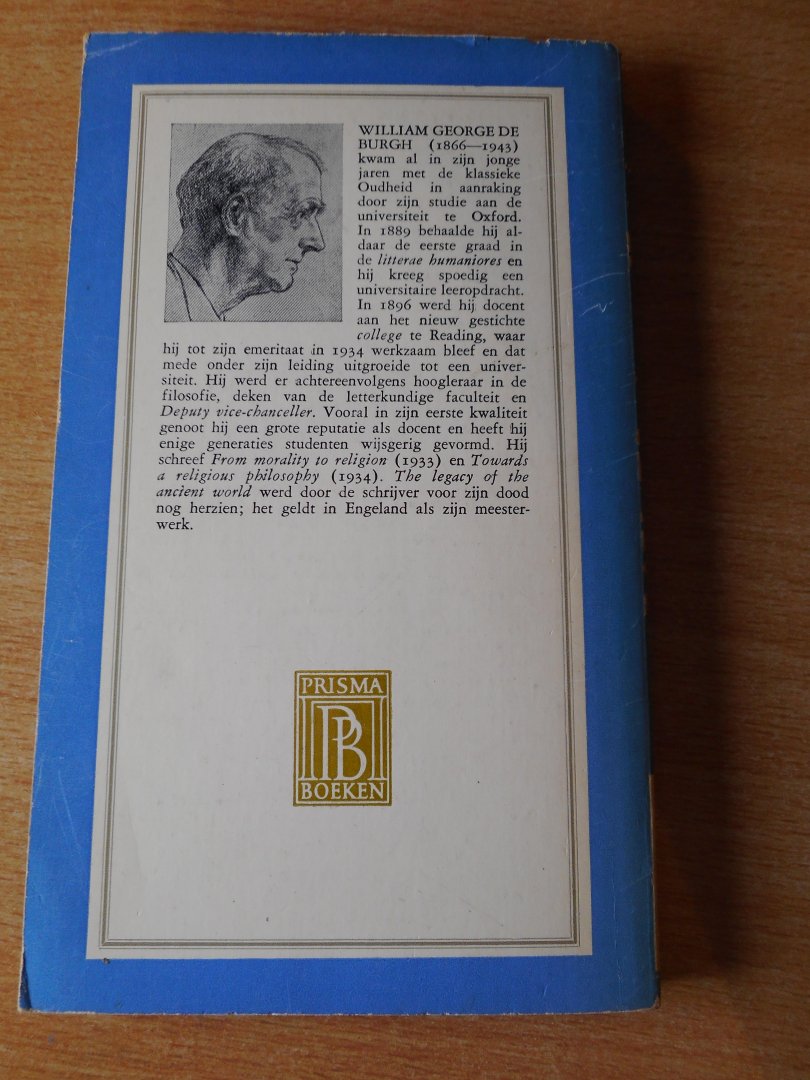 WILLIAM GEORGE DE
BURGH (1866—1943)
kwam al in zijn jonge
jaren met de klassieke
Oudheid in aanraking
door zijn studie aan de
universiteit te Oxford.
In 1889 behaalde hij al-
daar de eerste graad in
de litterae humaniores en
hij kreeg spoedig een
universitaire leeropdracht.
In 1896 werd hij docent
aan het nieuw gestichte
college te Reading, waar
hij tot zijn emeritaat in 1934 werkzaam bleef en dat
mede onder zijn leiding uitgroeide tot een univer-
siteit. Hij werd er achtereenvolgens hoogleraar in de
filosofie, deken van de letterkundige faculteit en
Deputy vice-chanceller. Vooral in zijn eerste kwaliteit
genoot hij een grote reputatie als docent en heeft hij
enige generaties studenten wijsgerig gevormd. Hij
schreef From morality to religion (1933) en Towards
a religious philosophy (1934). The legacy of the
ancient world werd door de schrijver voor zijn dood
nog herzien; het geldt in Engeland als zijn meester-
werk.
PRISMA
PB
BOEKEN